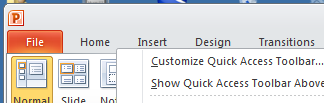 P
File Home Insert Design Transitions
Customize Quick Access Toolbar...
Show Quick Access Toolbar Above
Normal Slide